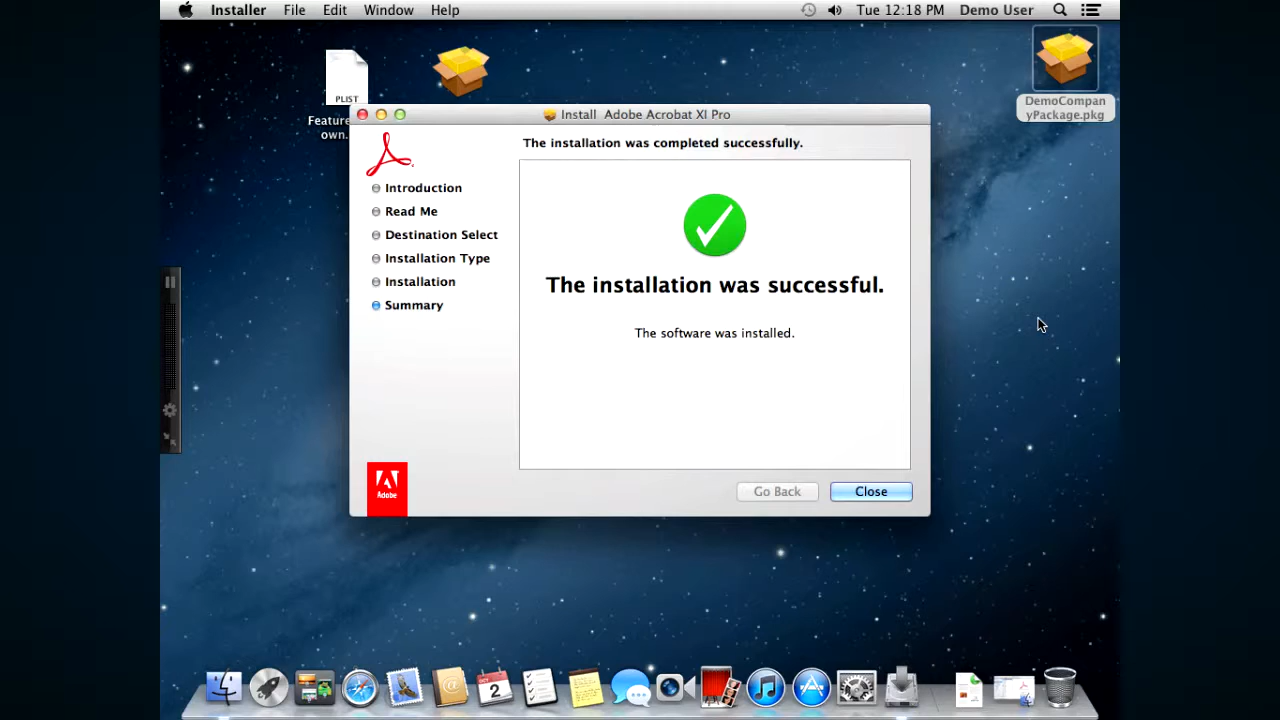 Installer File Edit Window Help Tue 12:18 PM Demo User
PLIST
Feature
own.
DemoCompan
yPackage.pkg
Install Adobe Acrobat XI Pro
The installation was completed successfully.
Introduction
Read Me
Destination Select
Installation Type
Installation
Summary
The installation was successful.
The software was installed.
Adobe
Go Back Close
OCT
2